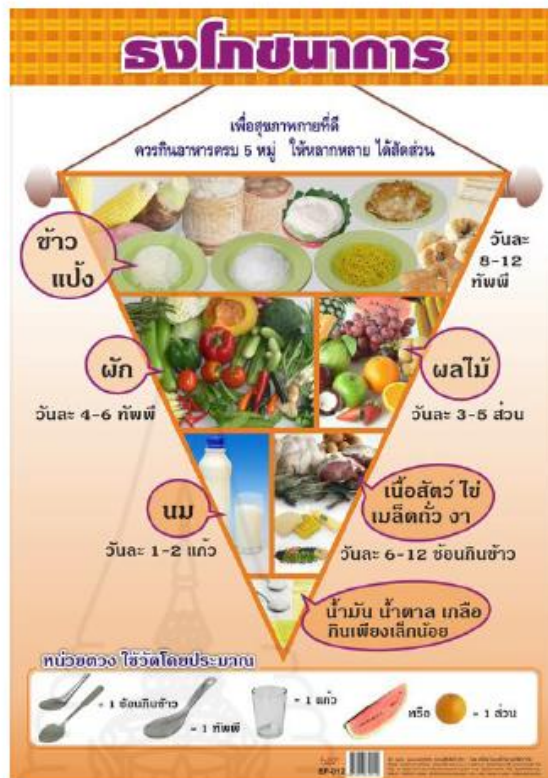 ธงโภชนาการ
เพื่อสุขภาพกายที่ดี
ควรกินอาหารครบ 5 หมู่ ให้หลากหลาย ได้สัดส่วน
ข้าว
แป้ง
วันละ
8-12
ทัพพี
ผัก
วันละ 4-6 ทัพพี
ผลไม้
วันละ 3-5 ส่วน
นม
วันละ 1-2 แก้ว
เนื้อสัตว์ ไข่
เมล็ดถั่ว งา
วันละ 6-12 ช้อนกินข้าว
น้ำมัน น้ำตาล เกลือ
กินเพียงเล็กน้อย
หน่วยตวง ใช้วัดโดยประมาณ
= 1 ช้อนกินข้าว
= 1 ทัพพี
= 1 แก้ว
หรือ
= 1 ส่วน
EP-012